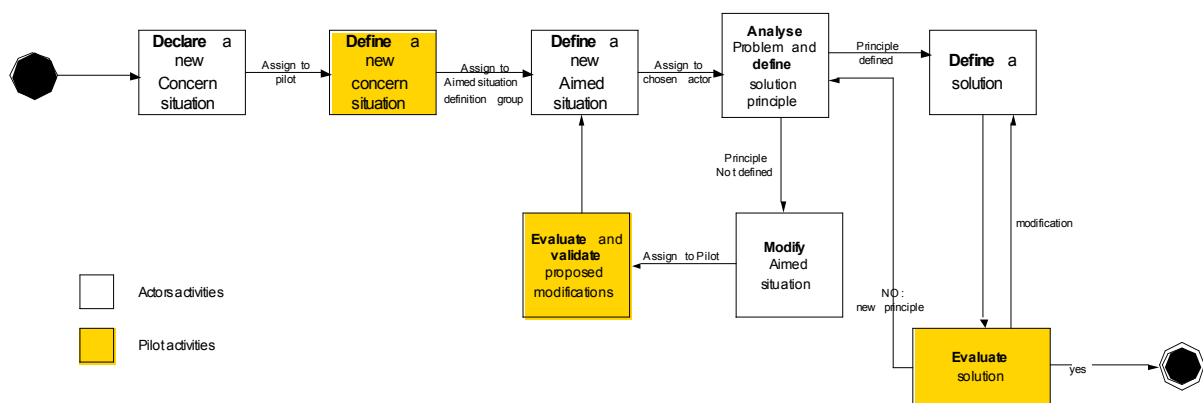 Declare a
new
Concern
situation
Assign to
pilot
Define a
new
concern
situation
Assign to
Aimed situation
definition group
Define a
new
Aimed
situation
Assign to
chosen actor
Analyse
Problem and
define
solution
principle
Principle
defined
Define a
solution
Principle
Not defined
modification
Evaluate and
validate
proposed
modifications
Assign to Pilot
Modify
Aimed
situation
NO :
new principle
Actors activities
Pilot activities
Evaluate
solution
yes